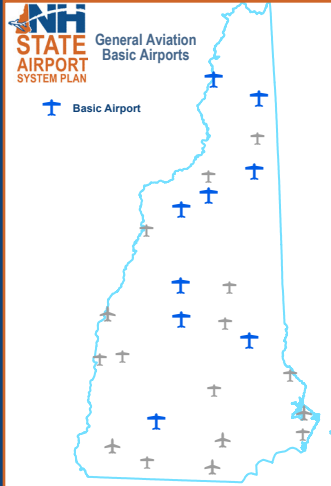 NH
STATE
AIRPORT
SYSTEM PLAN
General Aviation
Basic Airports
Basic Airport